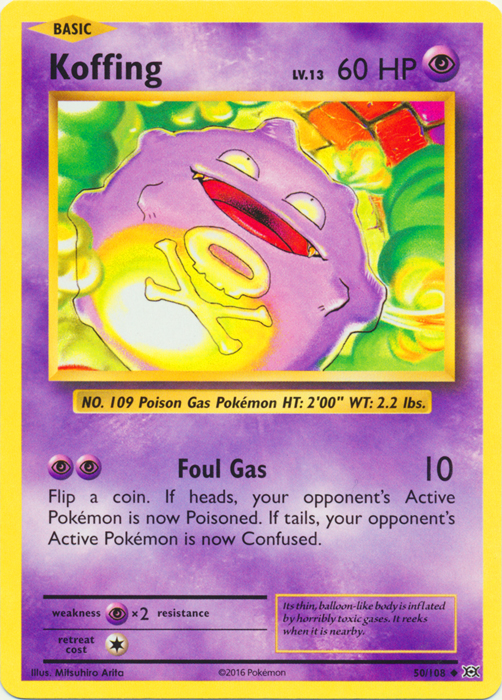 BASIC
Koffing LV.13 60 HP
NO. 109 Poison Gas Pokémon HT: 2'00" WT: 2.2 lbs.
Foul Gas 10
Flip a coin. If heads, your opponent's Active
Pokémon is now Poisoned. If tails, your opponent's
Active Pokémon is now Confused.
weakness ×2 resistance
retreat
cost
Its thin, balloon-like body is inflated
by horribly toxic gases. It reeks
when it is nearby.
Illus. Mitsuhiro Arita ©2016 Pokémon 50/108